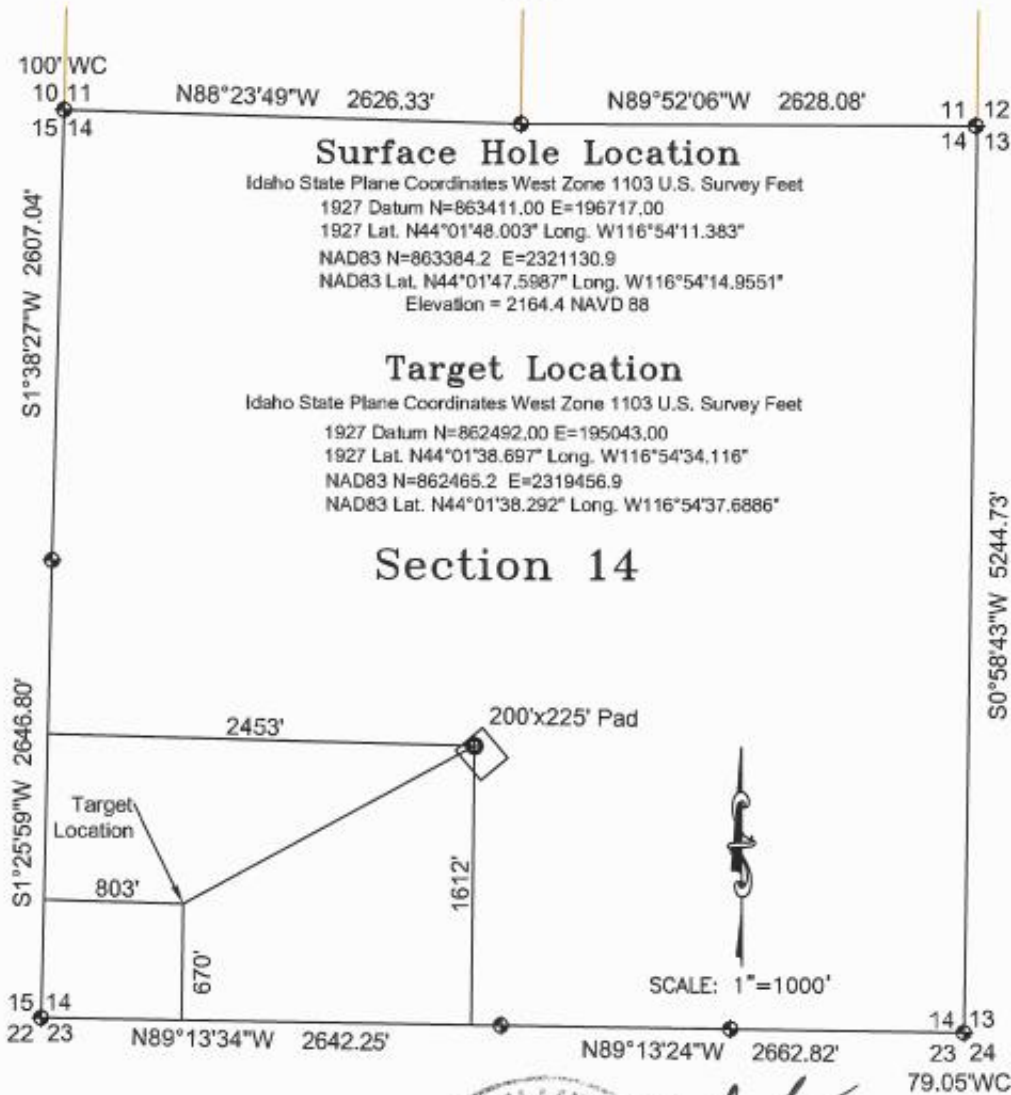 100' WC
10 11
N88°23'49"W 2626.33'
N89°52'06"W 2628.08'
11 12
15 14
14 13
Surface Hole Location
Idaho State Plane Coordinates West Zone 1103 U.S. Survey Feet
1927 Datum N=863411.00 E=196717.00
1927 Lat. N44°01'48.003" Long. W116°54'11.383"
NAD83 N=863384.2 E=2321130.9
NAD83 Lat. N44°01'47.5987" Long. W116°54'14.9551"
Elevation = 2164.4 NAVD 88
S1°38'27"W 2607.04'
Target Location
Idaho State Plane Coordinates West Zone 1103 U.S. Survey Feet
1927 Datum N=862492.00 E=195043.00
1927 Lat. N44°01'38.697" Long. W116°54'34.116"
NAD83 N=862465.2 E=2319456.9
NAD83 Lat. N44°01'38.292" Long. W116°54'37.6886"
Section 14
S0°58'43"W 5244.73'
S1°25'59"W 2646.80'
2453'
200'x225' Pad
Target
Location
803'
1612'
670'
SCALE: 1"=1000'
15 14
14 13
22 23
N89°13'34"W 2642.25'
N89°13'24"W 2662.82'
23 24
79.05'WC